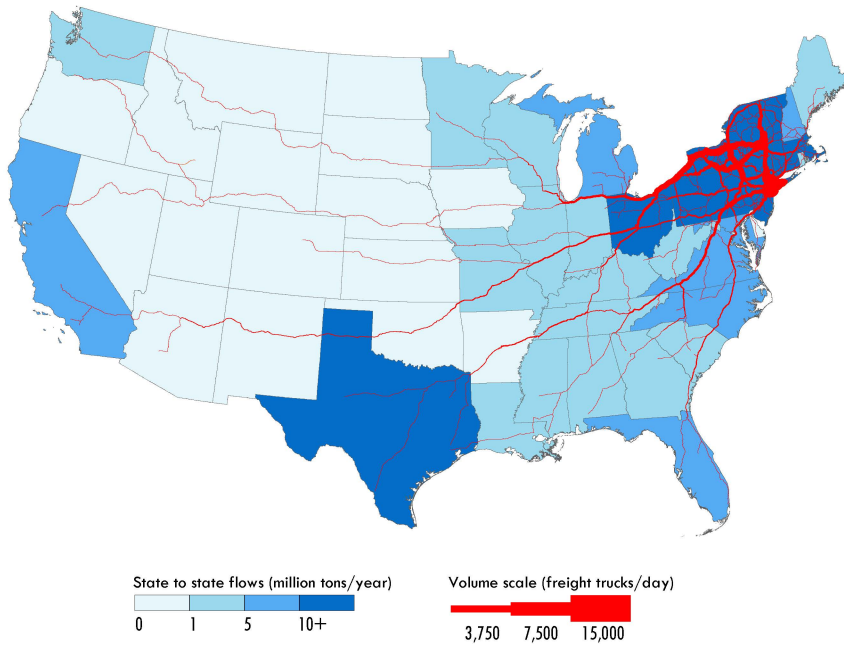 State to state flows (million tons/year)
0 1 5 10+
Volume scale (freight trucks/day)
3,750 7,500 15,000